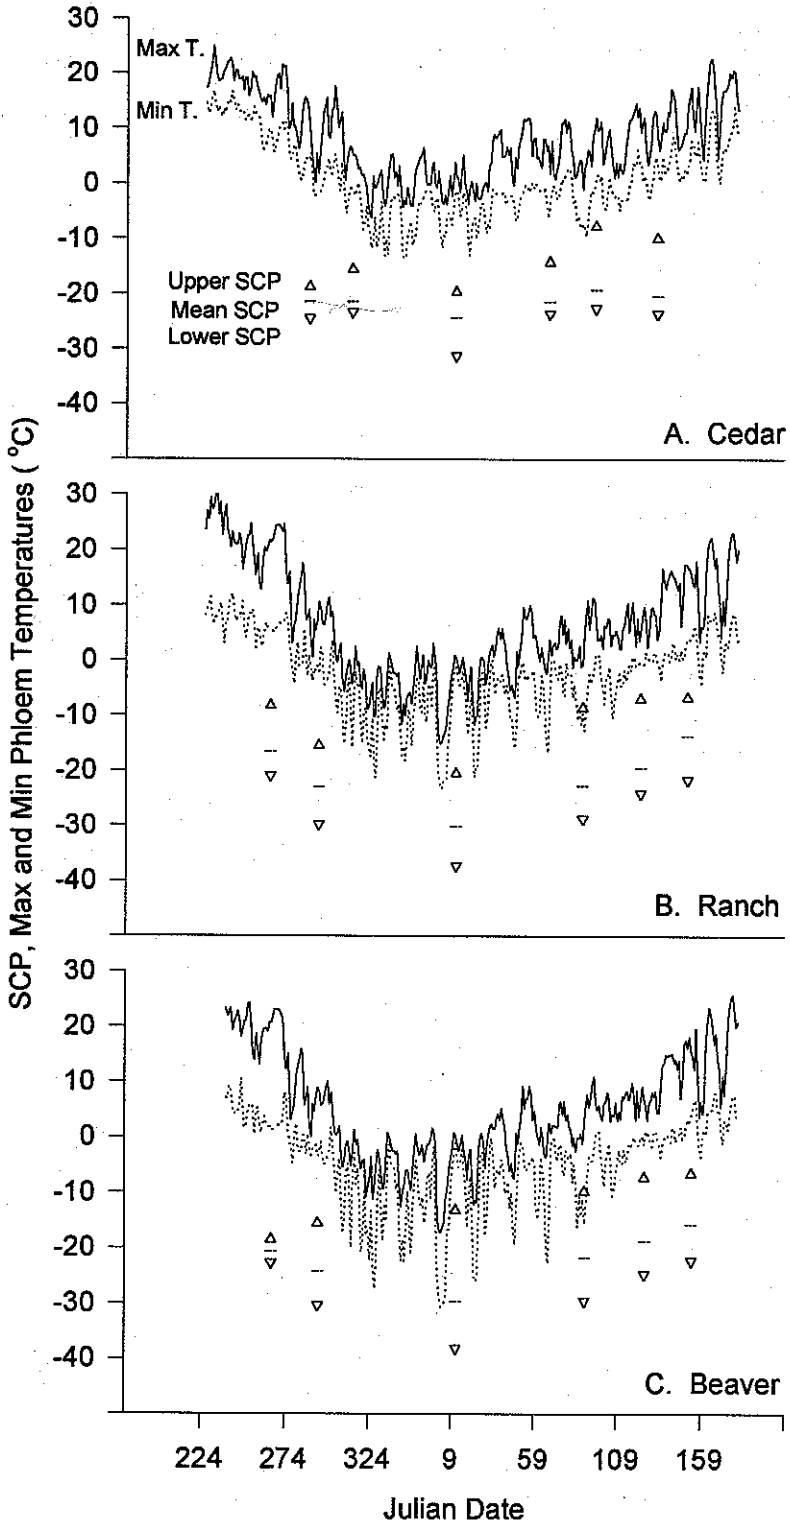 SCP, Max and Min Phloem Temperatures ( °C)
30
20
10
0
-10
-20
-30
-40
Max T.
Min T.
Upper SCP
Mean SCP
Lower SCP
A. Cedar
30
20
10
0
-10
-20
-30
-40
B. Ranch
30
20
10
0
-10
-20
-30
-40
C. Beaver
224 274 324 9 59 109 159
Julian Date